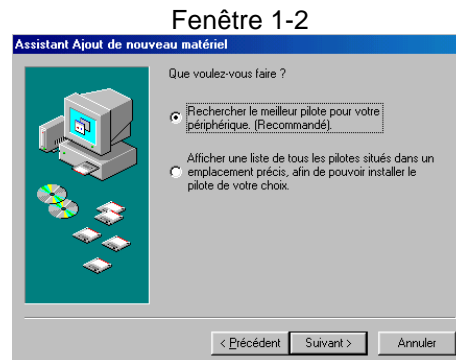 Fenêtre 1-2
Assistant Ajout de nouveau matériel
Que voulez-vous faire ?
Rechercher le meilleur pilote pour votre
périphérique. (Recommandé).
Afficher une liste de tous les pilotes situés dans un
emplacement précis, afin de pouvoir installer le
pilote de votre choix.
< Précédent
Suivant >
Annuler